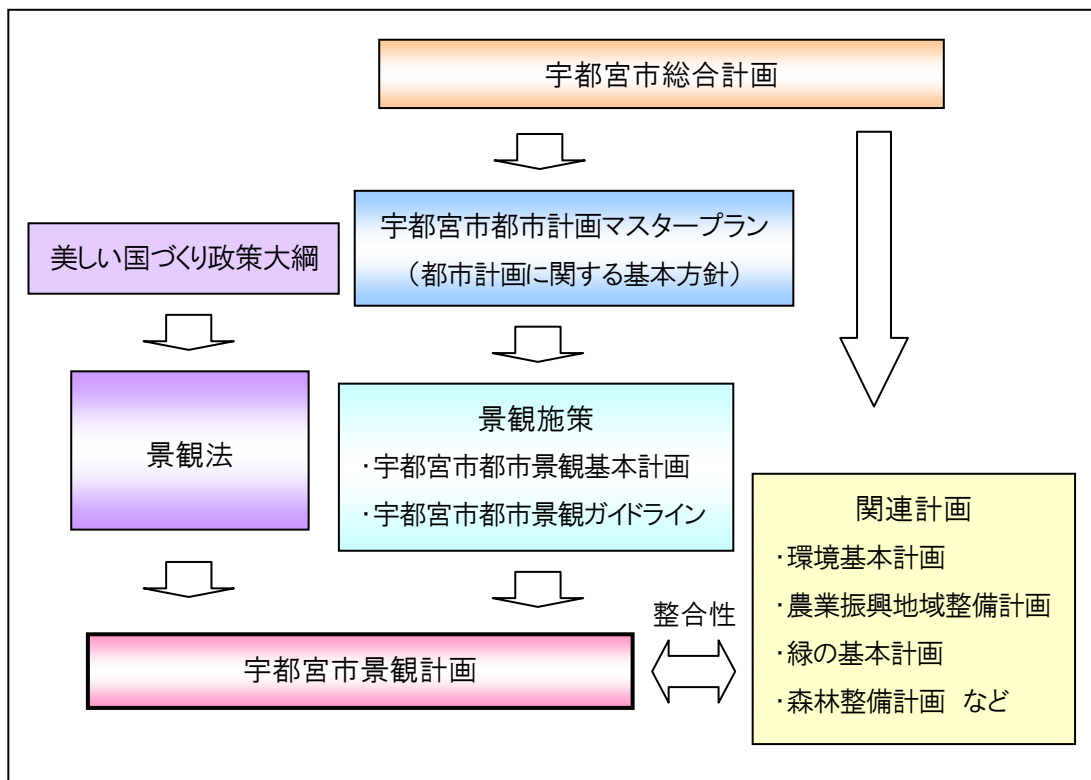 宇都宮市総合計画
宇都宮市都市計画マスタープラン
（都市計画に関する基本方針）
美しい国づくり政策大綱
景観法
景観施策
・宇都宮市都市景観基本計画
・宇都宮市都市景観ガイドライン
関連計画
・環境基本計画
・農業振興地域整備計画
・緑の基本計画
・森林整備計画　など
整合性
宇都宮市景観計画